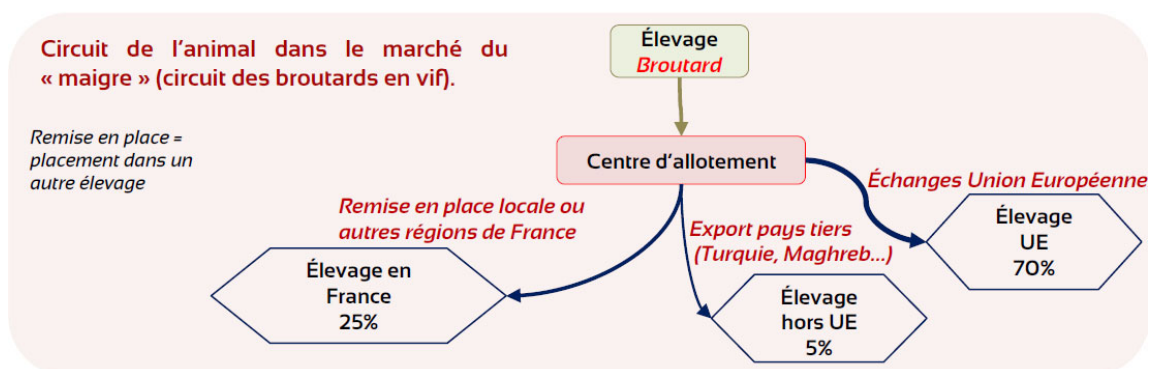 Circuit de l'animal dans le marché du
« maigre » (circuit des broutards en vif).
Élevage
Broutard
Remise en place =
placement dans un
autre élevage
Centre d'allotement
Échanges Union Européenne
Remise en place locale ou
autres régions de France
Export pays tiers
(Turquie, Maghreb...)
Élevage
UE
70%
Élevage en
France
25%
Élevage
hors UE
5%